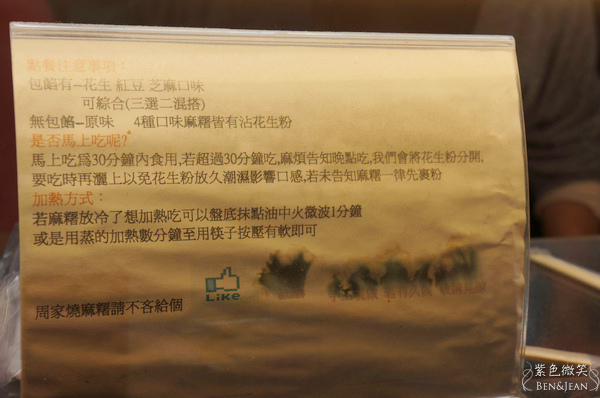 點餐注意事項：
包餡有–花生 紅豆 芝麻口味
可綜合(三選二混搭)
無包餡–原味　4種口味麻糬皆有沾花生粉
是否馬上吃呢?
馬上吃為30分鐘內食用,若超過30分鐘吃,麻煩告知晚點吃,我們會將花生粉分開,
要吃時再灑上以免花生粉放久潮濕影響口感,若未告知麻糬一律先裹粉
加熱方式：
若麻糬放冷了想加熱吃可以盤底抹點油中火微波1分鐘
或是用蒸的加熱數分鐘至用筷子按壓有軟即可
LIKE
周家燒麻糬請不吝給個
紫色微笑
BEN&JEAN